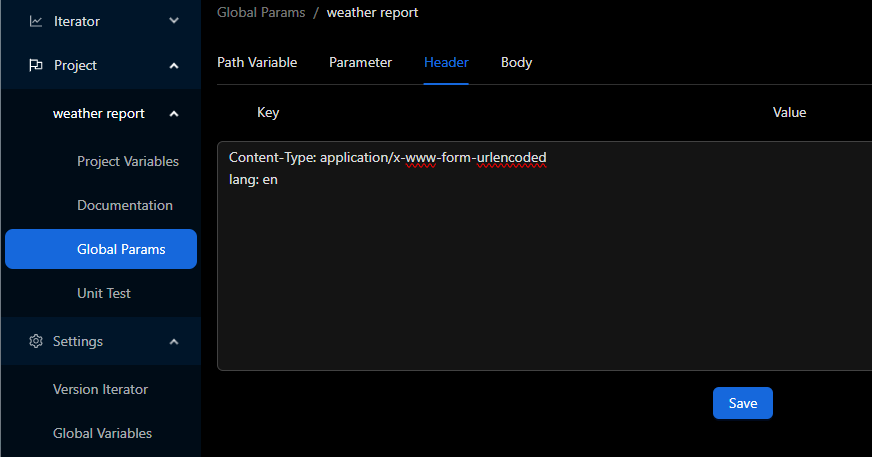 Iterator
Project
weather report
Project Variables
Documentation
Global Params
Unit Test
Settings
Version Iterator
Global Variables
Global Params / weather report
Path Variable Parameter Header Body
Key Value
Content-Type: application/x-www-form-urlencoded
lang: en
Save